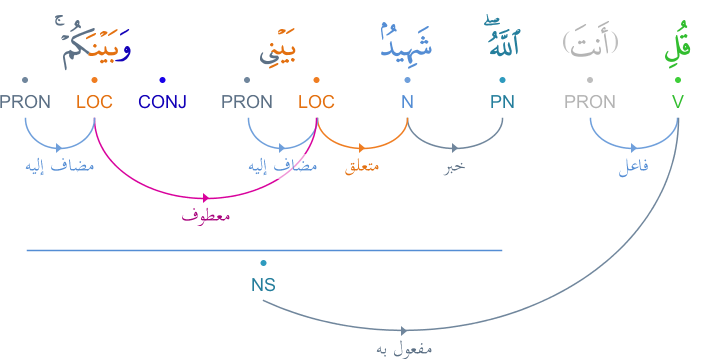 قُلِ (أَنتَ) ٱللَّهُ ۖ شَهِيدٌۢ بَيْنِي وَبَيْنَكُمْ ۚ
V PRON PN N LOC PRON CONJ LOC PRON
فاعل خبر متعلق مضاف إليه مضاف إليه
معطوف
NS
مفعول به